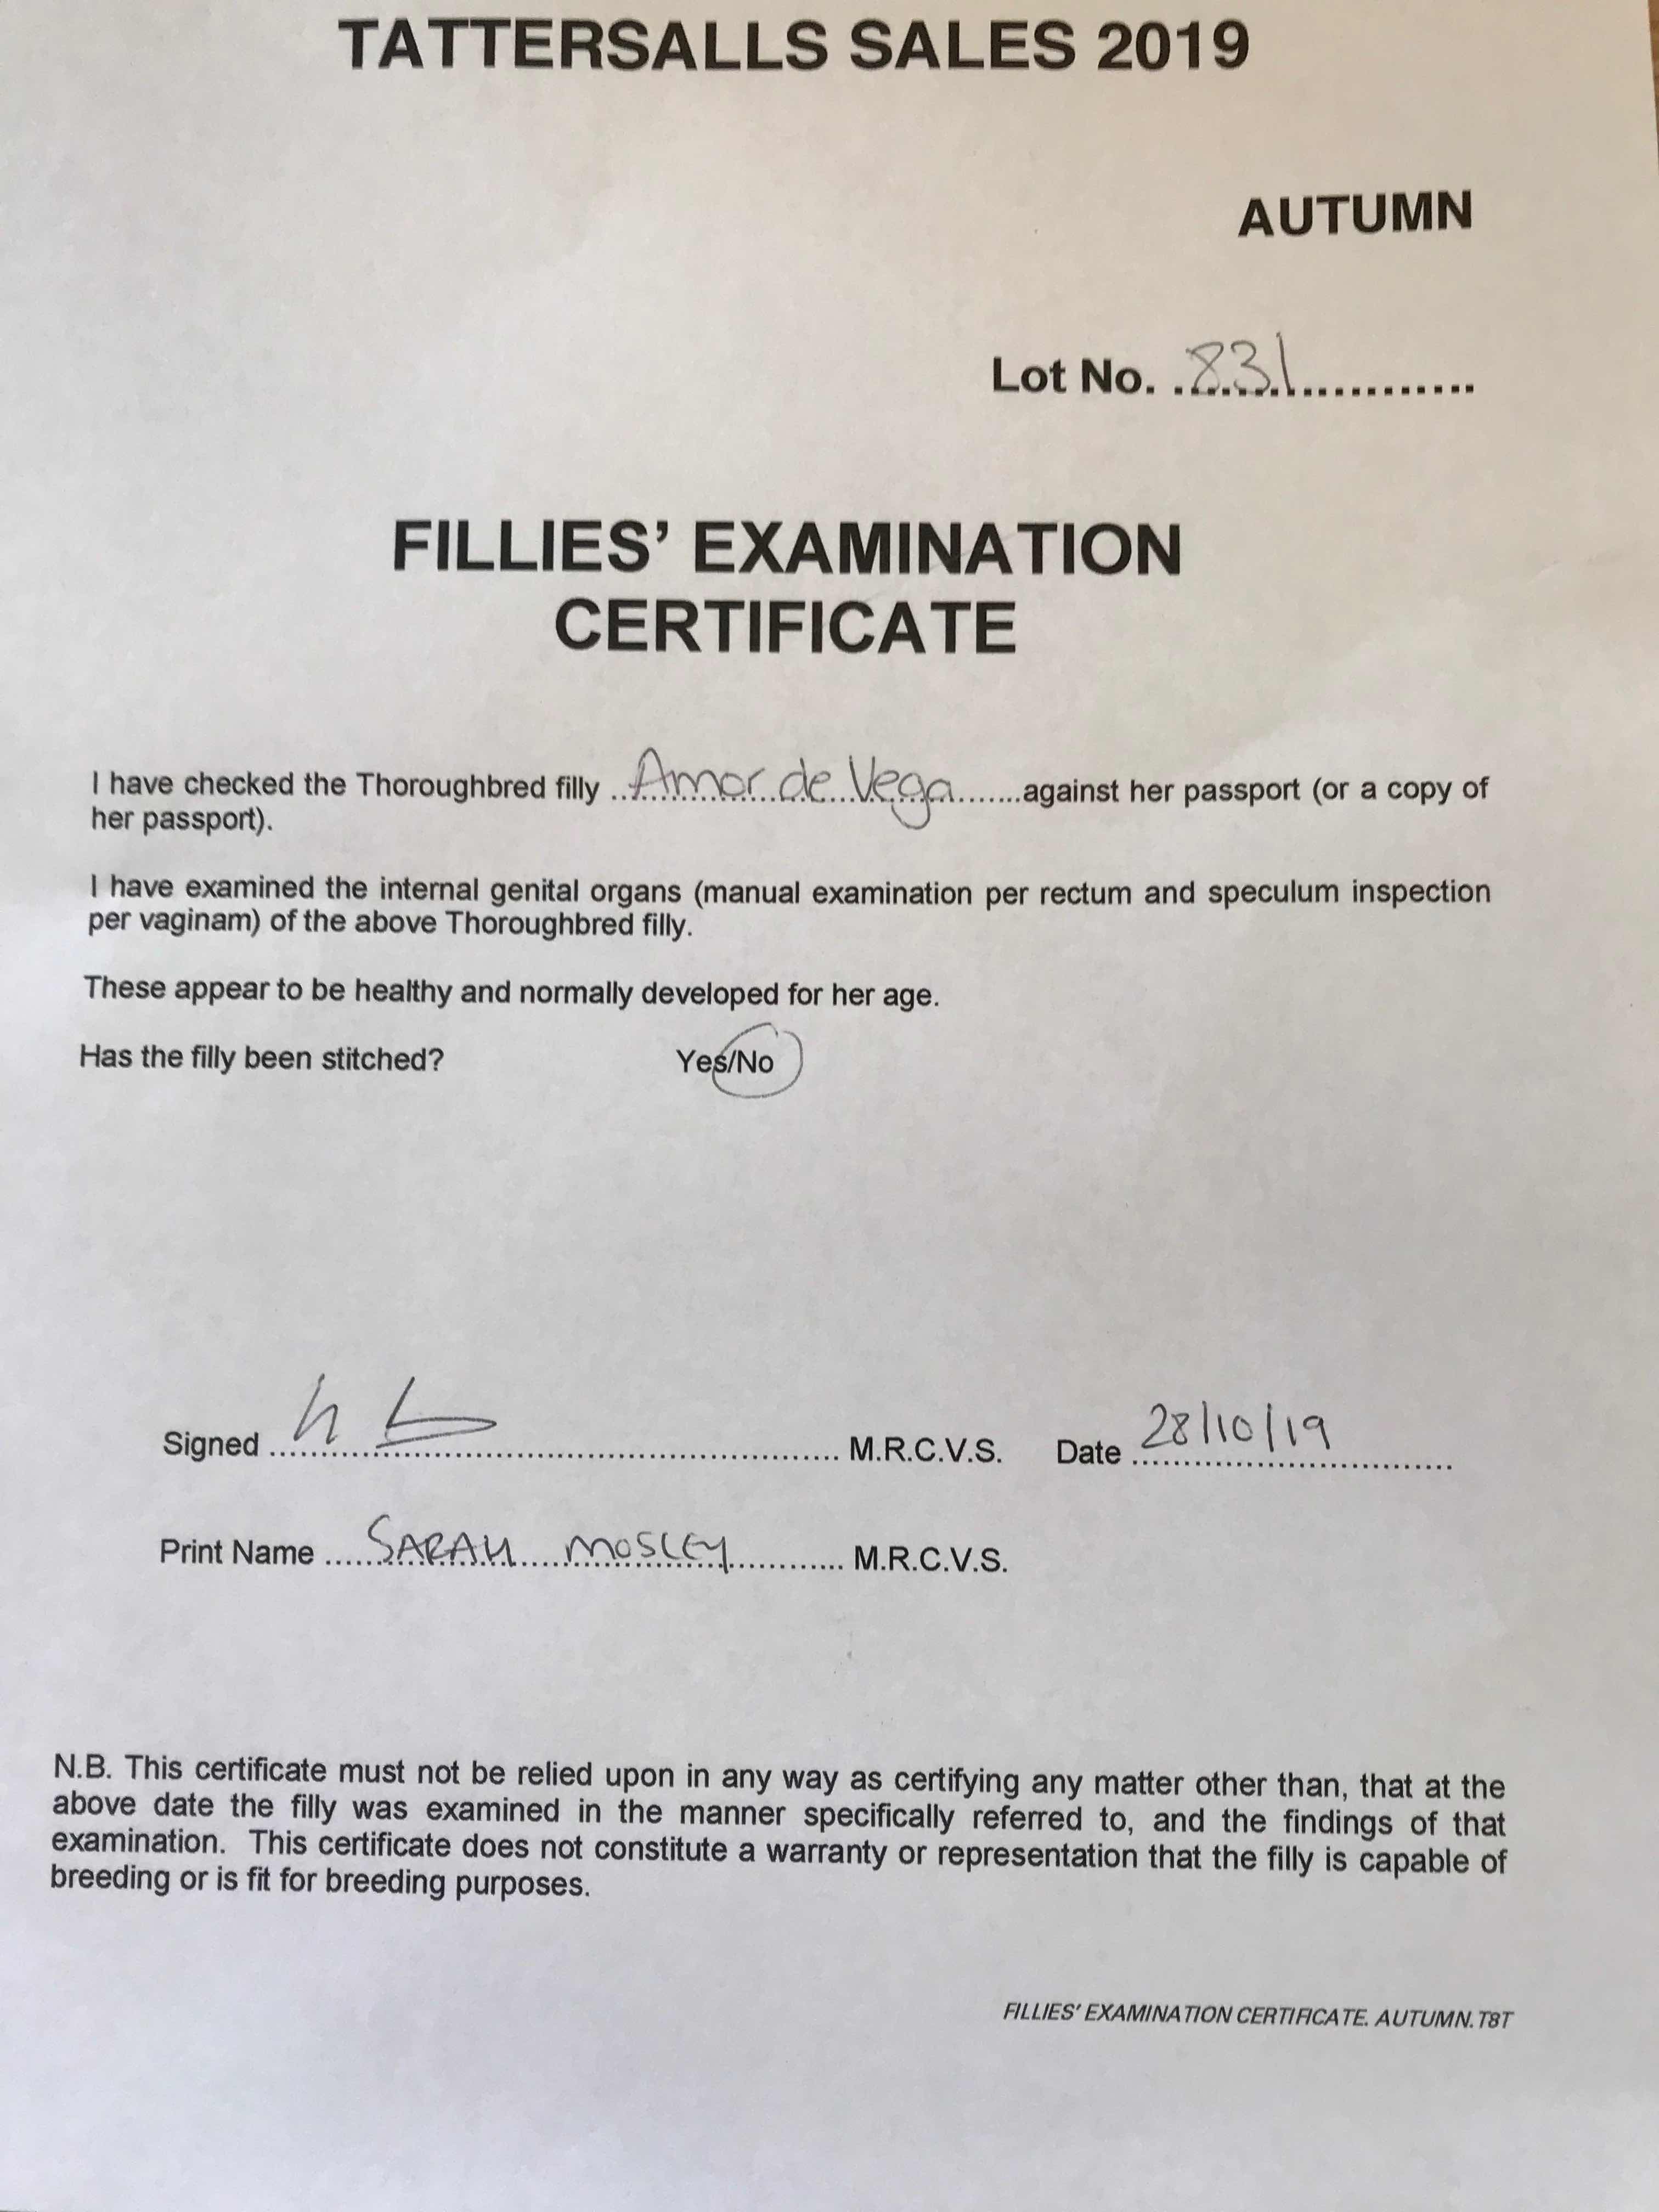 TATTERSALLS SALES 2019
AUTUMN
Lot No. 831
FILLIES' EXAMINATION
CERTIFICATE
I have checked the Thoroughbred filly Amor de Vega against her passport (or a copy of
her passport).
I have examined the internal genital organs (manual examination per rectum and speculum inspection
per vaginam) of the above Thoroughbred filly.
These appear to be healthy and normally developed for her age.
Has the filly been stitched? Yes/No
Signed M.R.C.V.S. Date 28/10/19
Print Name SARAH MOSLEY M.R.C.V.S.
N.B. This certificate must not be relied upon in any way as certifying any matter other than, that at the
above date the filly was examined in the manner specifically referred to, and the findings of that
examination. This certificate does not constitute a warranty or representation that the filly is capable of
breeding or is fit for breeding purposes.
FILLIES' EXAMINATION CERTIFICATE. AUTUMN. T8T